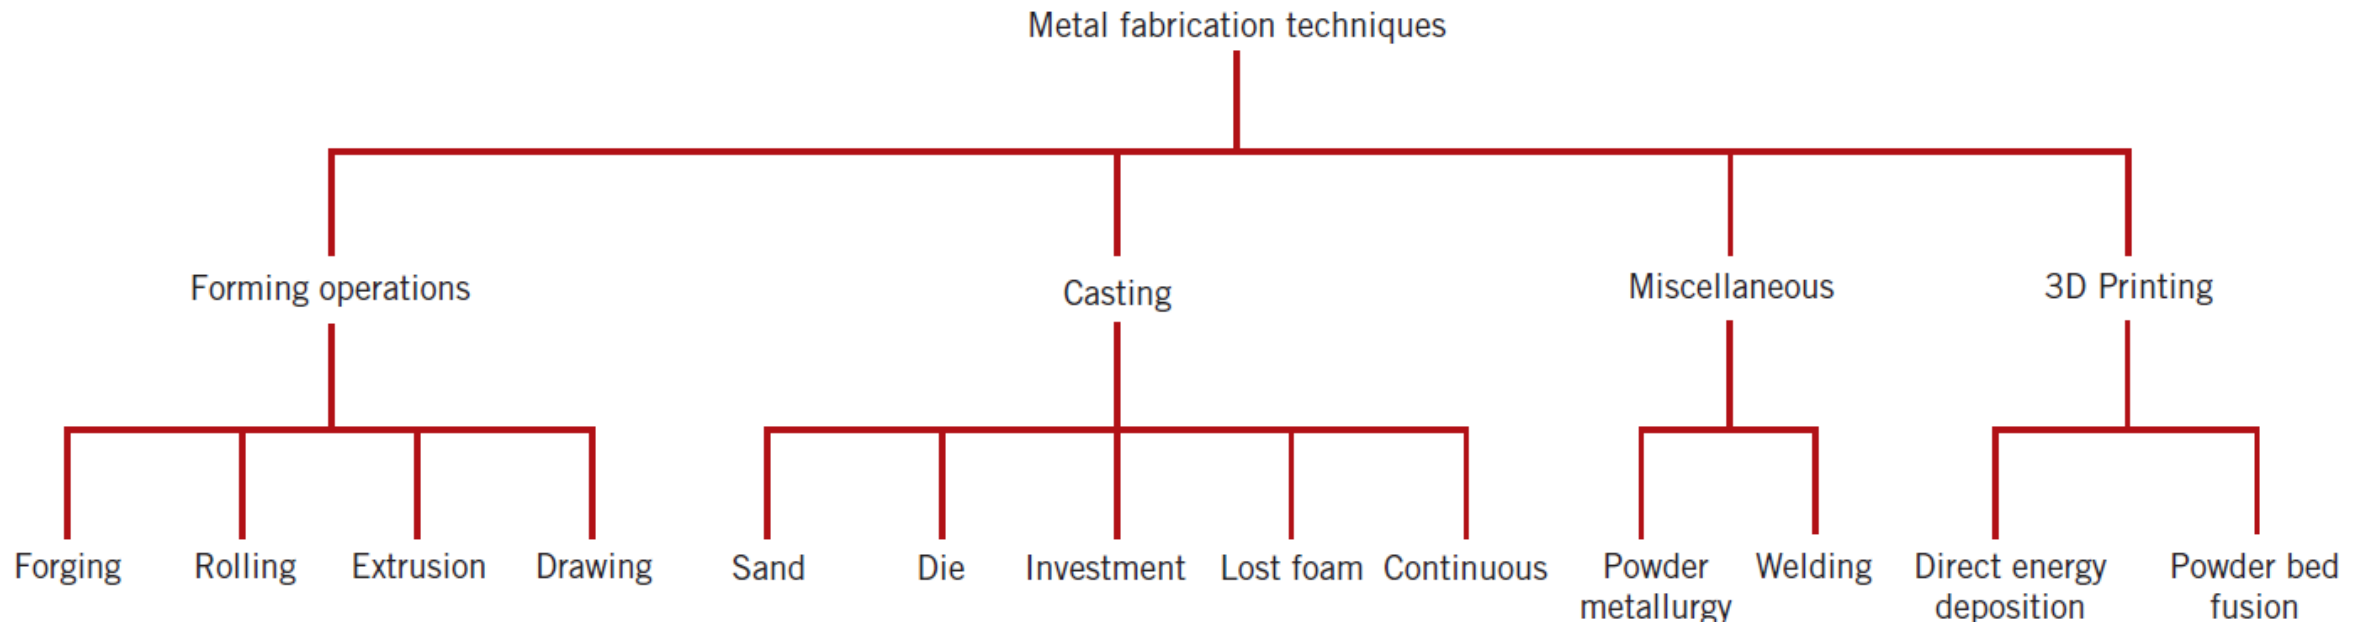 Metal fabrication techniques
Forming operations
Casting
Miscellaneous
3D Printing
Forging
Rolling
Extrusion
Drawing
Sand
Die
Investment
Lost foam
Continuous
Powder
metallurgy
Welding
Direct energy
deposition
Powder bed
fusion